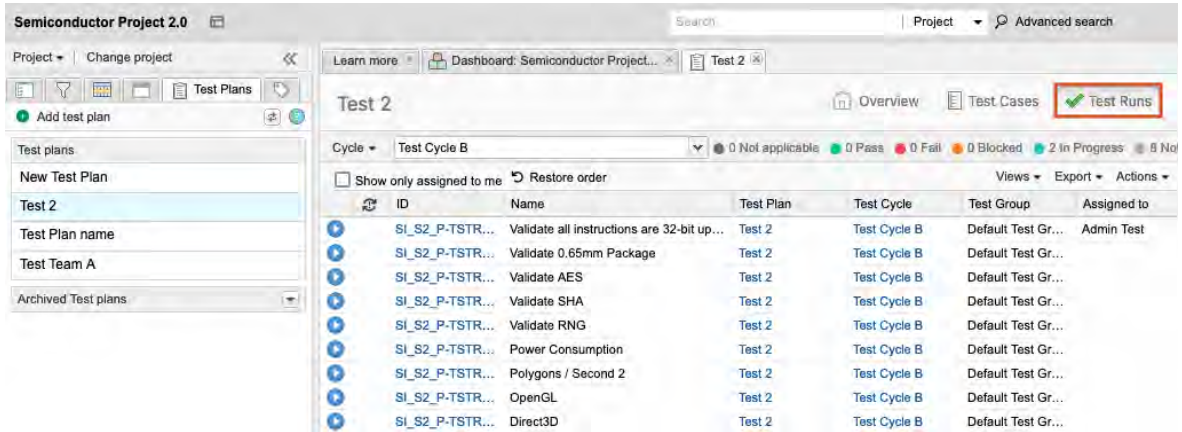 Semiconductor Project 2.0
Search
Project
Advanced search
Project
Change project
Test Plans
Add test plan
Test plans
New Test Plan
Test 2
Test Plan name
Test Team A
Archived Test plans
Learn more
Dashboard: Semiconductor Project...
Test 2
Test 2
Overview
Test Cases
Test Runs
Cycle
Test Cycle B
0 Not applicable 0 Pass 0 Fail 0 Blocked 2 In Progress 8 No
Show only assigned to me Restore order
Views Export Actions
ID Name Test Plan Test Cycle Test Group Assigned to
SI_S2_P-TSTR... Validate all instructions are 32-bit up... Test 2 Test Cycle B Default Test Gr... Admin Test
SI_S2_P-TSTR... Validate 0.65mm Package Test 2 Test Cycle B Default Test Gr...
SI_S2_P-TSTR... Validate AES Test 2 Test Cycle B Default Test Gr...
SI_S2_P-TSTR... Validate SHA Test 2 Test Cycle B Default Test Gr...
SI_S2_P-TSTR... Validate RNG Test 2 Test Cycle B Default Test Gr...
SI_S2_P-TSTR... Power Consumption Test 2 Test Cycle B Default Test Gr...
SI_S2_P-TSTR... Polygons / Second 2 Test 2 Test Cycle B Default Test Gr...
SI_S2_P-TSTR... OpenGL Test 2 Test Cycle B Default Test Gr...
SI_S2_P-TSTR... Direct3D Test 2 Test Cycle B Default Test Gr...